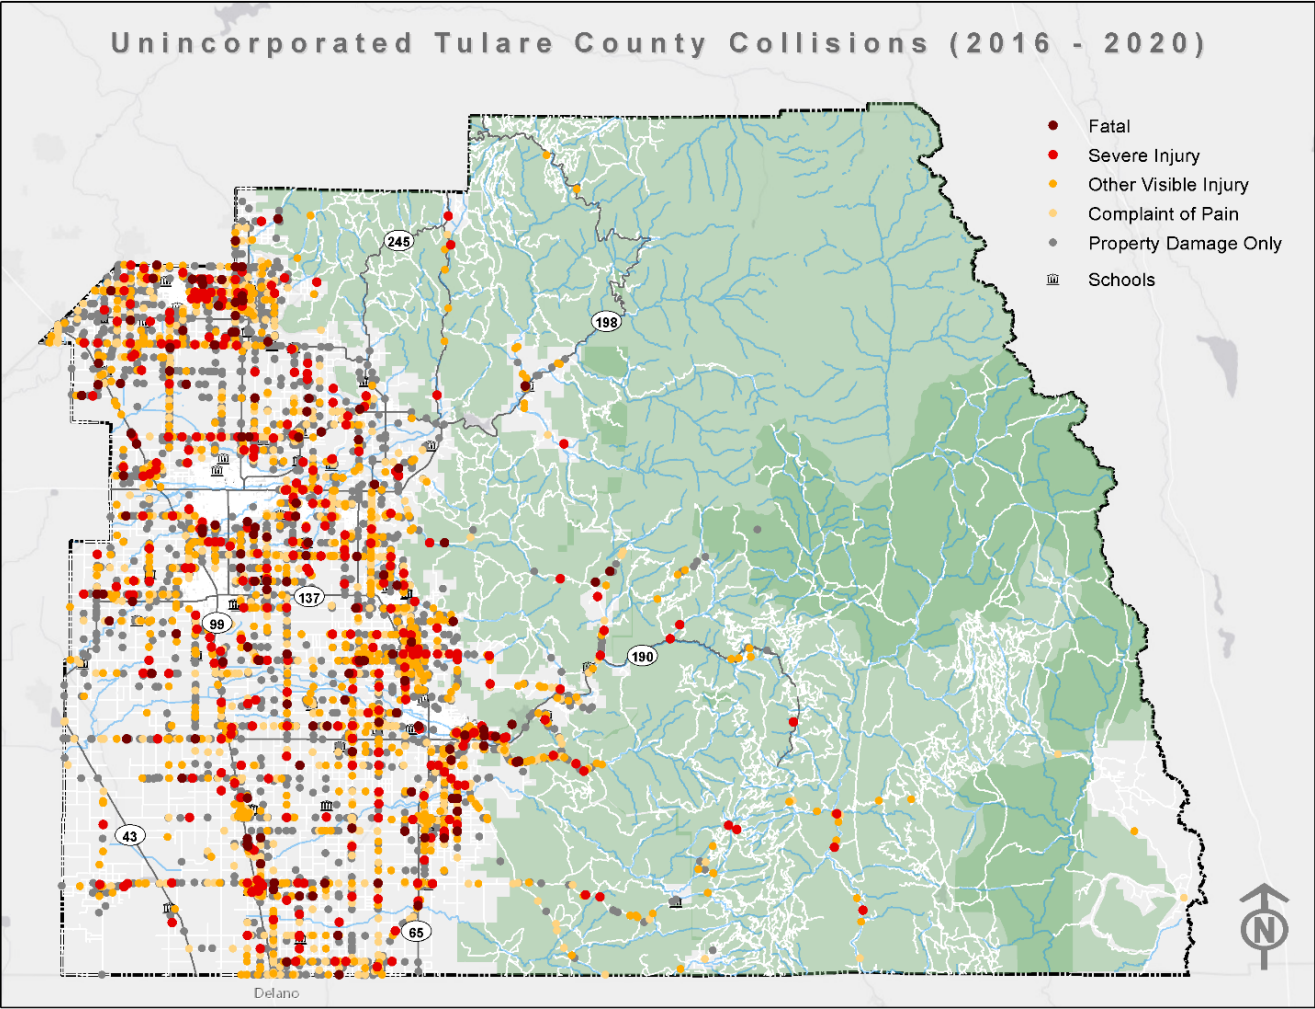 Unincorporated Tulare County Collisions (2016 - 2020)
Fatal
Severe Injury
Other Visible Injury
Complaint of Pain
Property Damage Only
Schools
245
198
137
99
190
43
65
N
Delano